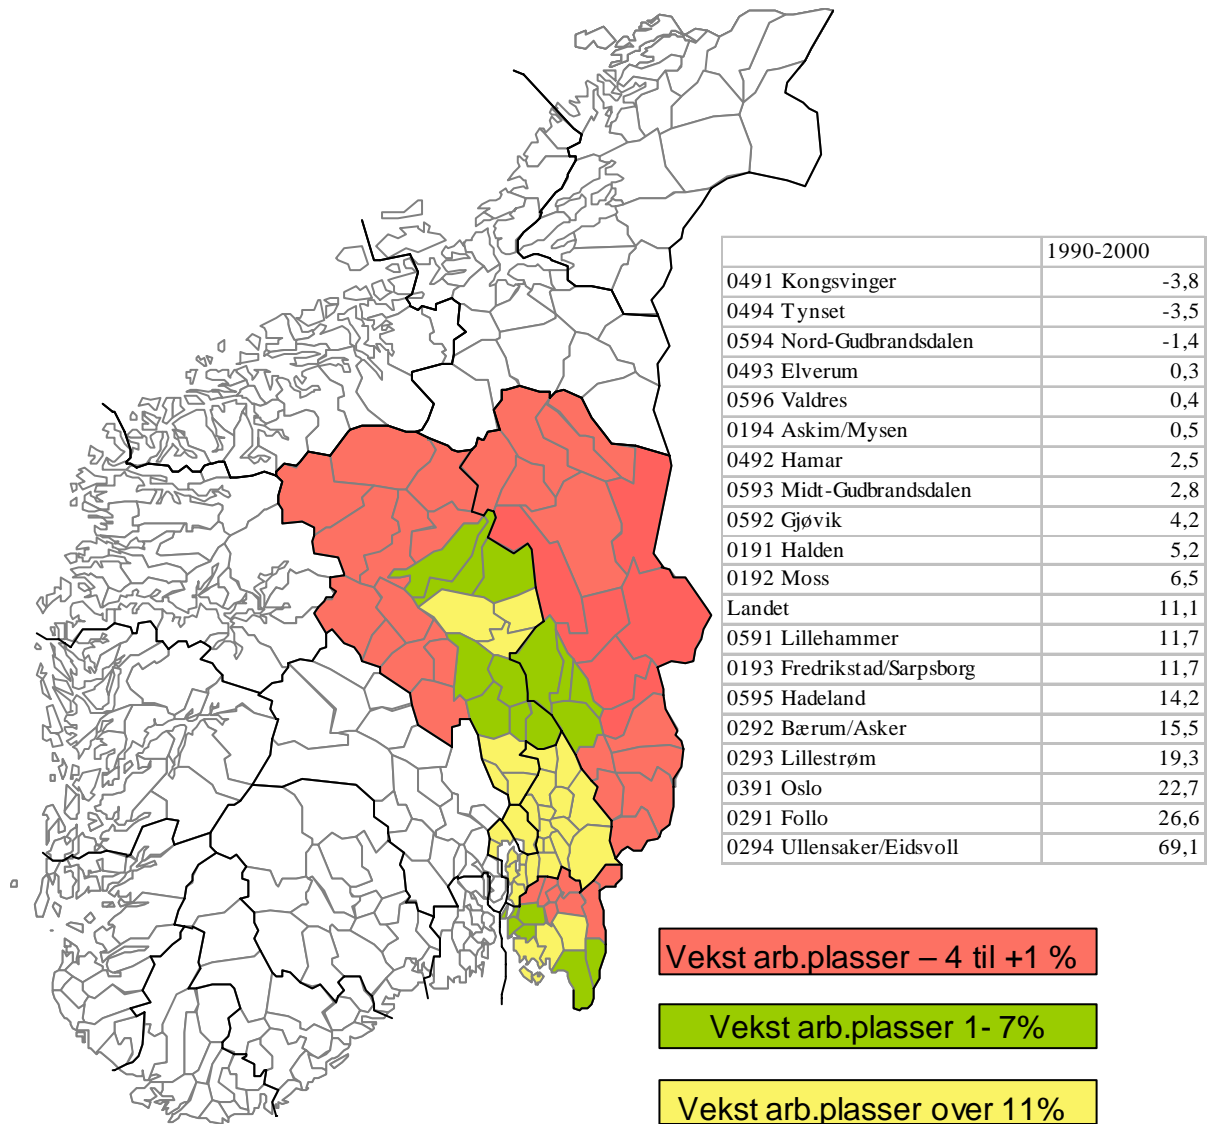 1990-2000
0491 Kongsvinger -3,8
0494 Tynset -3,5
0594 Nord-Gudbrandsdalen -1,4
0493 Elverum 0,3
0596 Valdres 0,4
0194 Askim/Mysen 0,5
0492 Hamar 2,5
0593 Midt-Gudbrandsdalen 2,8
0592 Gjøvik 4,2
0191 Halden 5,2
0192 Moss 6,5
Landet 11,1
0591 Lillehammer 11,7
0193 Fredrikstad/Sarpsborg 11,7
0595 Hadeland 14,2
0292 Bærum/Asker 15,5
0293 Lillestrøm 19,3
0391 Oslo 22,7
0291 Follo 26,6
0294 Ullensaker/Eidsvoll 69,1
Vekst arb.plasser – 4 til +1 %
Vekst arb.plasser 1- 7%
Vekst arb.plasser over 11%